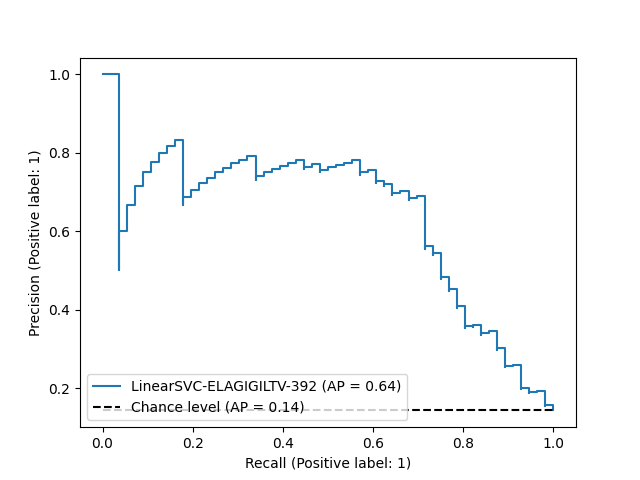 1.0
0.8
0.6
0.4
0.2
Precision (Positive label: 1)
LinearSVC-ELAGIGILTV-392 (AP = 0.64)
Chance level (AP = 0.14)
0.0 0.2 0.4 0.6 0.8 1.0
Recall (Positive label: 1)